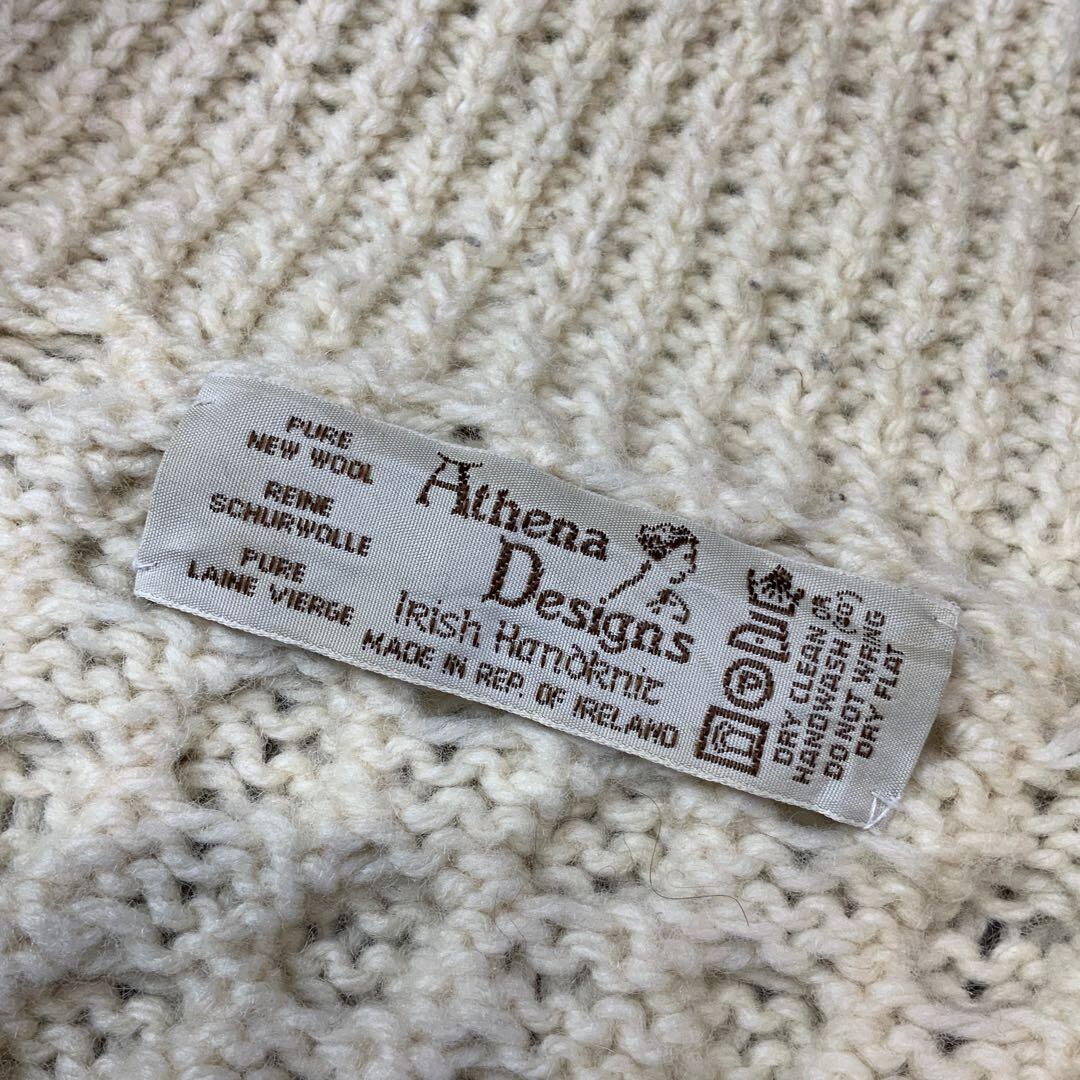 PURE
NEW WOOL
REINE
SCHURWOLLE
PURE
LAINE VIERGE
Athena
Designs
Irish Handknit
MADE IN REP. OF IRELAND
P
DRY CLEAN OR
HANDWASH
DO NOT WRING
DRY FLAT